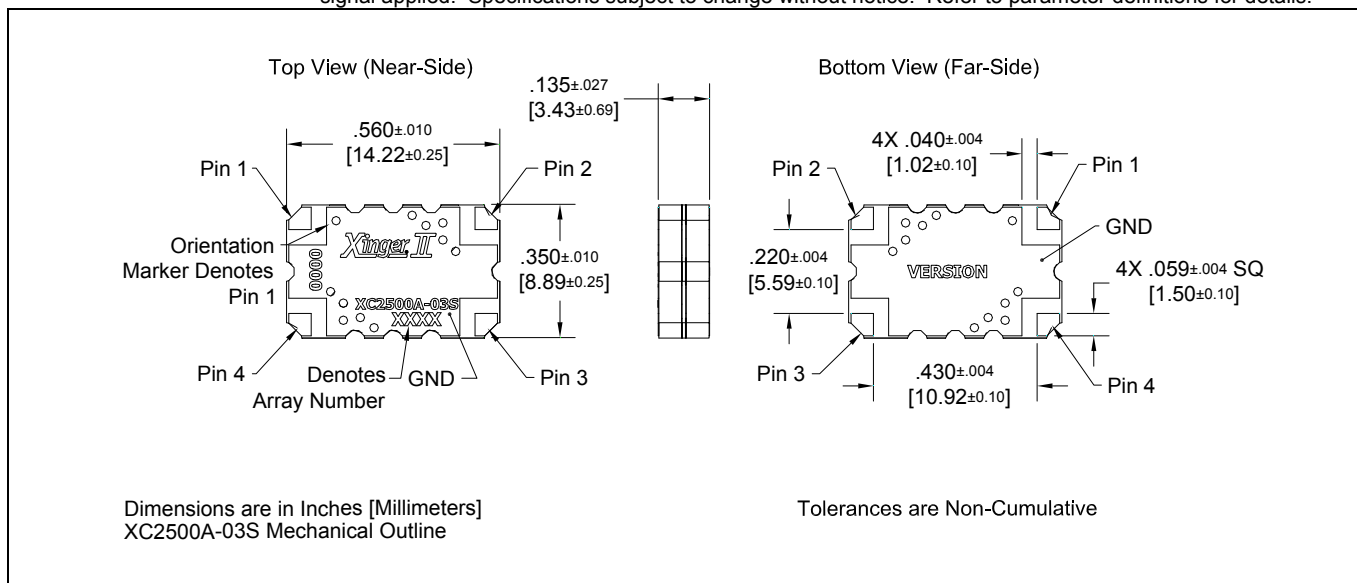 signal applied. Specifications subject to change without notice. Refer to parameter definitions for details.
Top View (Near-Side)
Bottom View (Far-Side)
.135±.027
[3.43±0.69]
.560±.010
[14.22±0.25]
4X .040±.004
[1.02±0.10]
Pin 1
Pin 2
Pin 2
Pin 1
Orientation
Marker Denotes
Pin 1
0000
Xinger II
.350±.010
[8.89±0.25]
XC2500A-03S
XXXX
GND
.220±.004
[5.59±0.10]
VERSION
4X .059±.004 SQ
[1.50±0.10]
Pin 4
Denotes
Array Number
GND
Pin 3
Pin 3
.430±.004
[10.92±0.10]
Pin 4
Dimensions are in Inches [Millimeters]
XC2500A-03S Mechanical Outline
Tolerances are Non-Cumulative